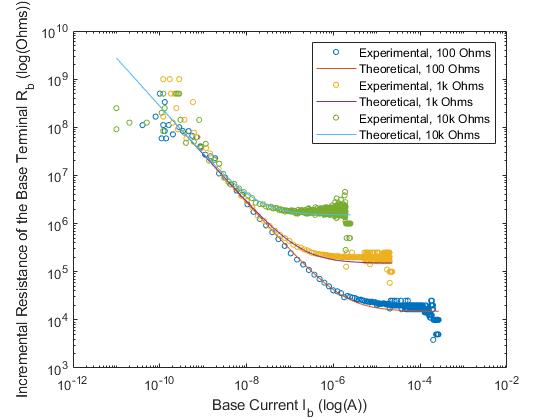 10^10
10^9
10^8
10^7
10^6
10^5
10^4
10^3
Incremental Resistance of the Base Terminal R_b (log(Ohms))
Experimental, 100 Ohms
Theoretical, 100 Ohms
Experimental, 1k Ohms
Theoretical, 1k Ohms
Experimental, 10k Ohms
Theoretical, 10k Ohms
10^-12 10^-10 10^-8 10^-6 10^-4 10^-2
Base Current I_b (log(A))